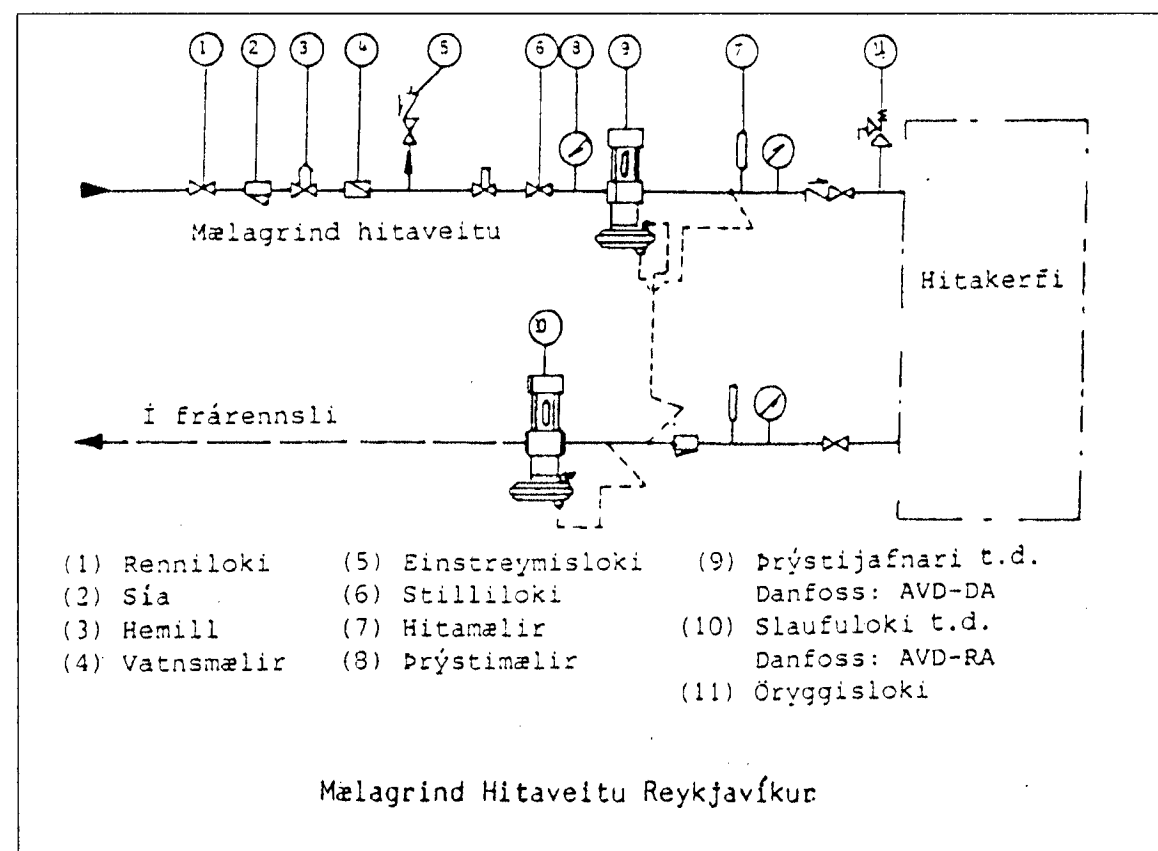 1 2 3 4 5 6 8 9 7 11
Mælagrind hitaveitu
Hitakerfi
10
Í frárennsli
(1) Renniloki
(2) Sía
(3) Hemill
(4) Vatnsmælir
(5) Einstreymisloki
(6) Stilliloki
(7) Hitamælir
(8) Þrýstimælir
(9) Þrýstijafnari t.d.
Danfoss: AVD-DA
(10) Slaufuloki t.d.
Danfoss: AVD-RA
(11) Öryggisloki
Mælagrind Hitaveitu Reykjavíkur